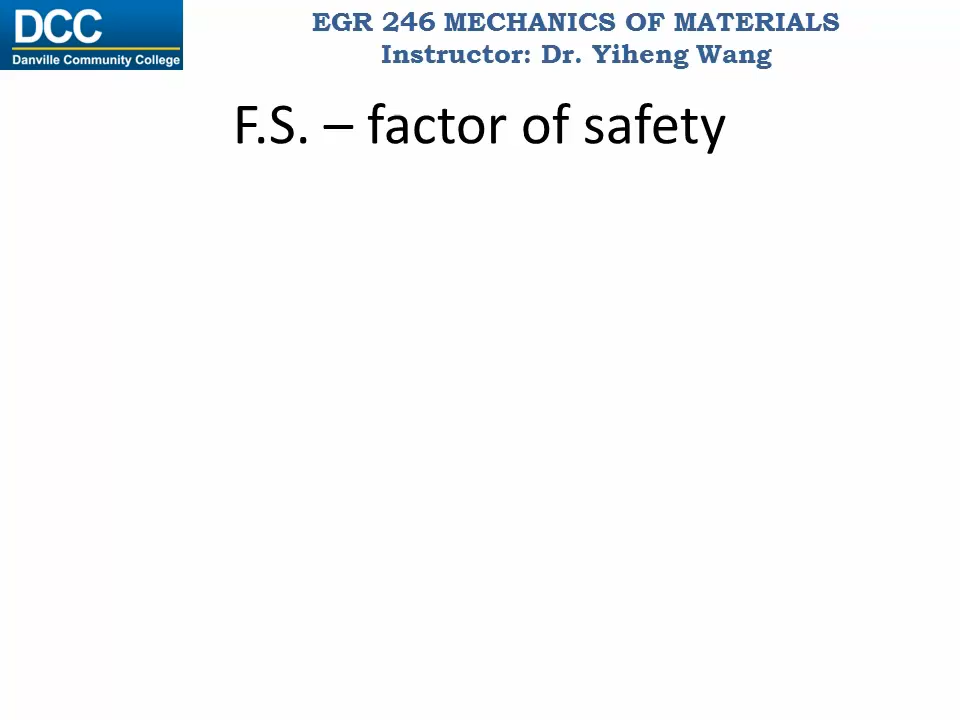 DCC
Danville Community College
EGR 246 MECHANICS OF MATERIALS
Instructor: Dr. Yiheng Wang
F.S. – factor of safety